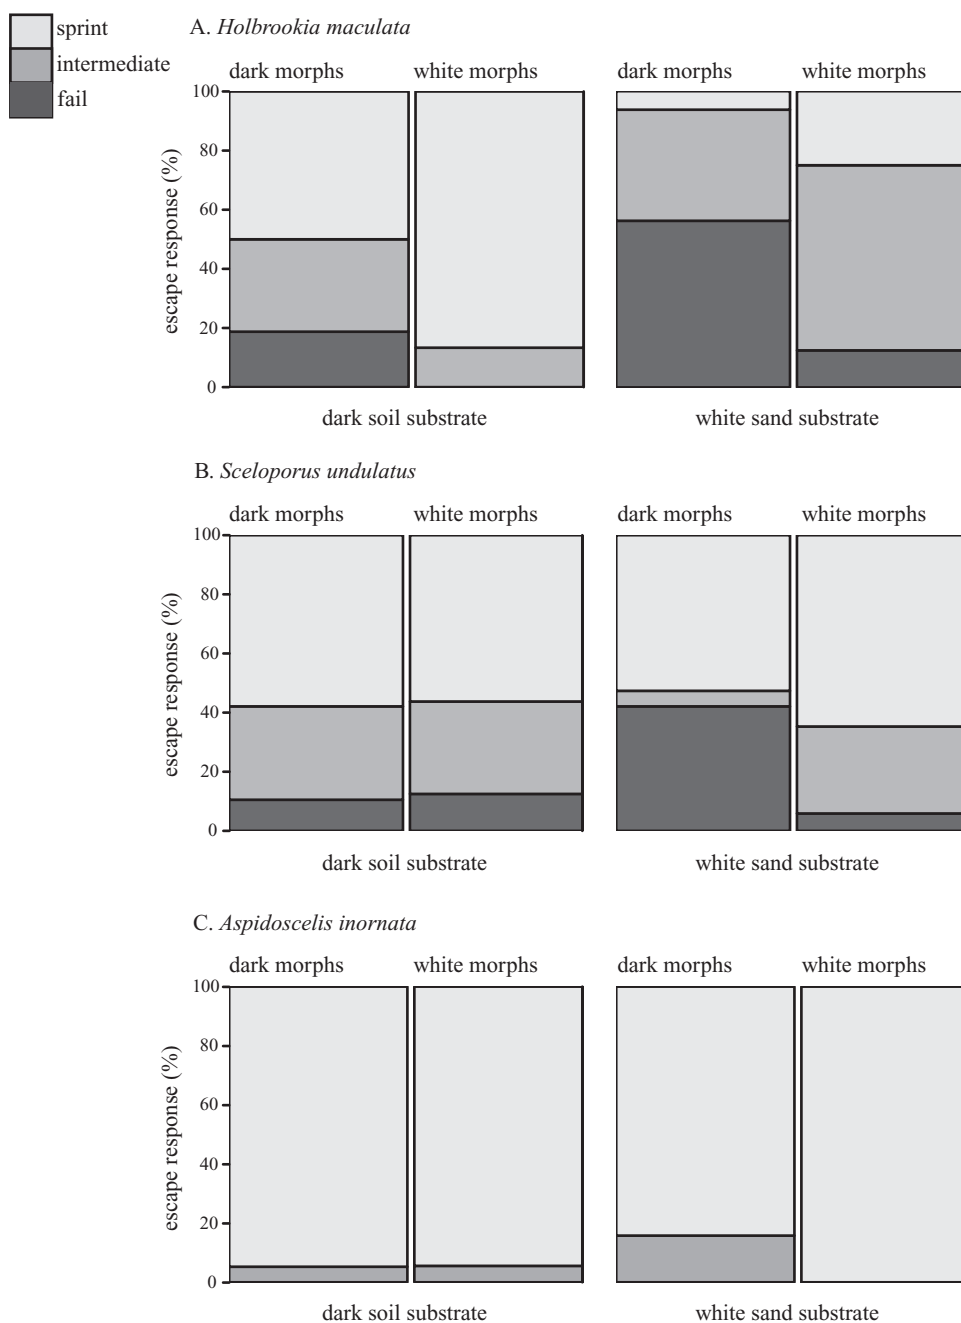 sprint
intermediate
fail
A. Holbrookia maculata
dark morphs white morphs dark morphs white morphs
100
80
60
40
20
0
escape response (%)
dark soil substrate white sand substrate
B. Sceloporus undulatus
dark morphs white morphs dark morphs white morphs
100
80
60
40
20
0
escape response (%)
dark soil substrate white sand substrate
C. Aspidoscelis inornata
dark morphs white morphs dark morphs white morphs
100
80
60
40
20
0
escape response (%)
dark soil substrate white sand substrate